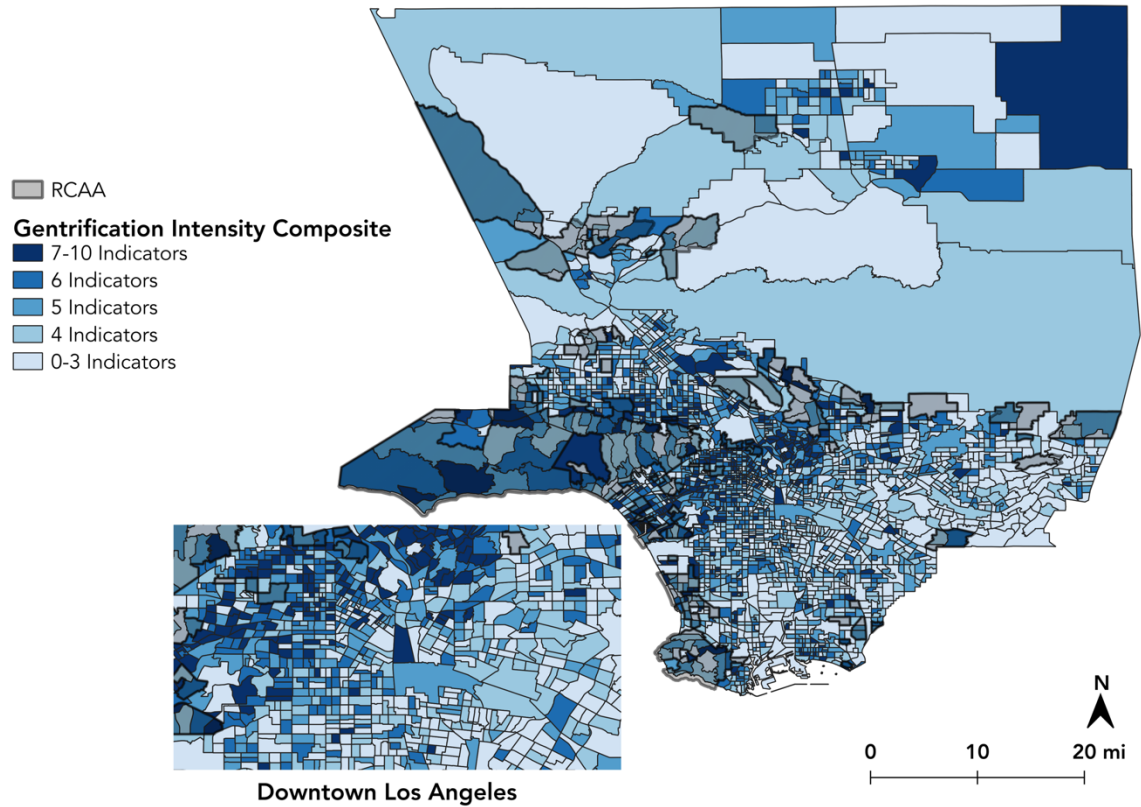 RCAA
Gentrification Intensity Composite
7-10 Indicators
6 Indicators
5 Indicators
4 Indicators
0-3 Indicators
N
0 10 20 mi
Downtown Los Angeles